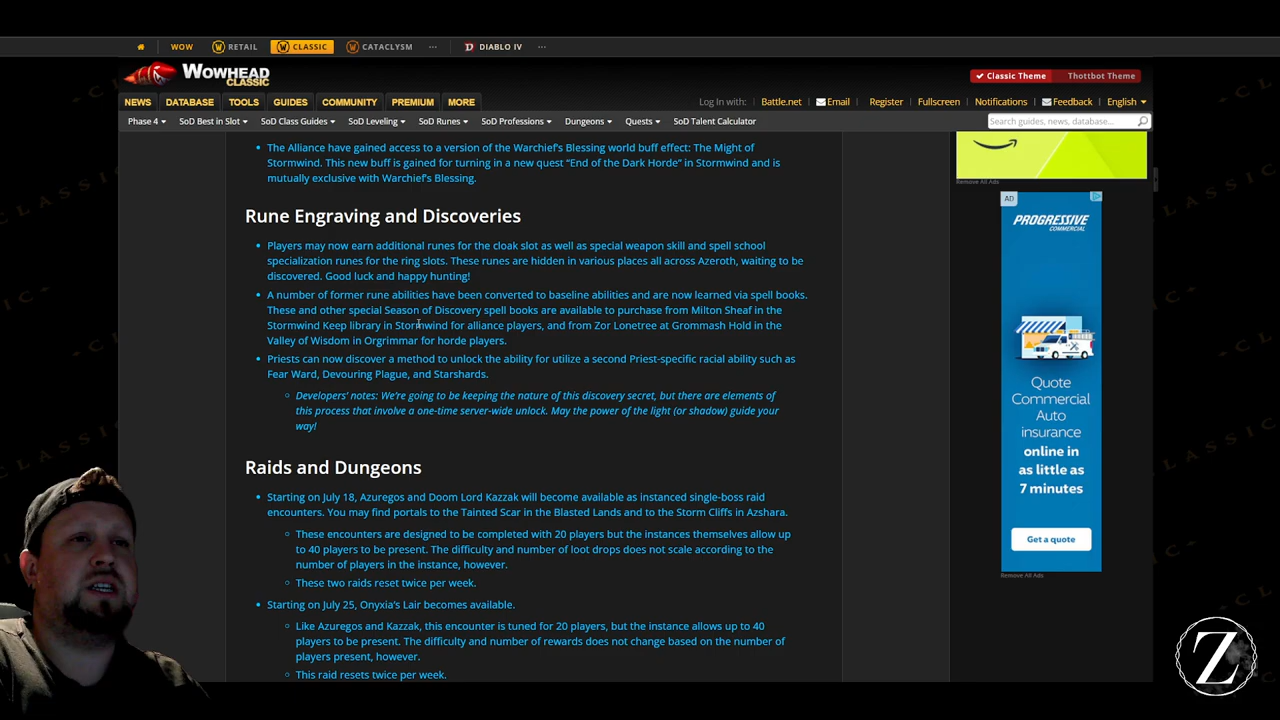 WOW RETAIL CLASSIC CATACLYSM ··· DIABLO IV ···
WOWHEAD
CLASSIC
Classic Theme Thottbot Theme
NEWS DATABASE TOOLS GUIDES COMMUNITY PREMIUM MORE
Log In with: Battle.net Email Register Fullscreen Notifications Feedback English
Phase 4 SoD Best in Slot SoD Class Guides SoD Leveling SoD Runes SoD Professions Dungeons Quests SoD Talent Calculator
Search guides, news, database...
The Alliance have gained access to a version of the Warchief's Blessing world buff effect: The Might of
Stormwind. This new buff is gained for turning in a new quest “End of the Dark Horde” in Stormwind and is
mutually exclusive with Warchief's Blessing.
Rune Engraving and Discoveries
Players may now earn additional runes for the cloak slot as well as special weapon skill and spell school
specialization runes for the ring slots. These runes are hidden in various places all across Azeroth, waiting to be
discovered. Good luck and happy hunting!
A number of former rune abilities have been converted to baseline abilities and are now learned via spell books.
These and other special Season of Discovery spell books are available to purchase from Milton Sheaf in the
Stormwind Keep library in Stormwind for alliance players, and from Zor Lonetree at Grommash Hold in the
Valley of Wisdom in Orgrimmar for horde players.
Priests can now discover a method to unlock the ability for utilize a second Priest-specific racial ability such as
Fear Ward, Devouring Plague, and Starshards.
Developers' notes: We're going to be keeping the nature of this discovery secret, but there are elements of
this process that involve a one-time server-wide unlock. May the power of the light (or shadow) guide your
way!
Raids and Dungeons
Starting on July 18, Azuregos and Doom Lord Kazzak will become available as instanced single-boss raid
encounters. You may find portals to the Tainted Scar in the Blasted Lands and to the Storm Cliffs in Azshara.
These encounters are designed to be completed with 20 players but the instances themselves allow up
to 40 players to be present. The difficulty and number of loot drops does not scale according to the
number of players in the instance, however.
These two raids reset twice per week.
Starting on July 25, Onyxia's Lair becomes available.
Like Azuregos and Kazzak, this encounter is tuned for 20 players, but the instance allows up to 40
players to be present. The difficulty and number of rewards does not change based on the number of
players present, however.
This raid resets twice per week.
Remove All Ads
AD
PROGRESSIVE
COMMERCIAL
Quote
Commercial
Auto
insurance
online in
as little as
7 minutes
Get a quote
Remove All Ads
Z